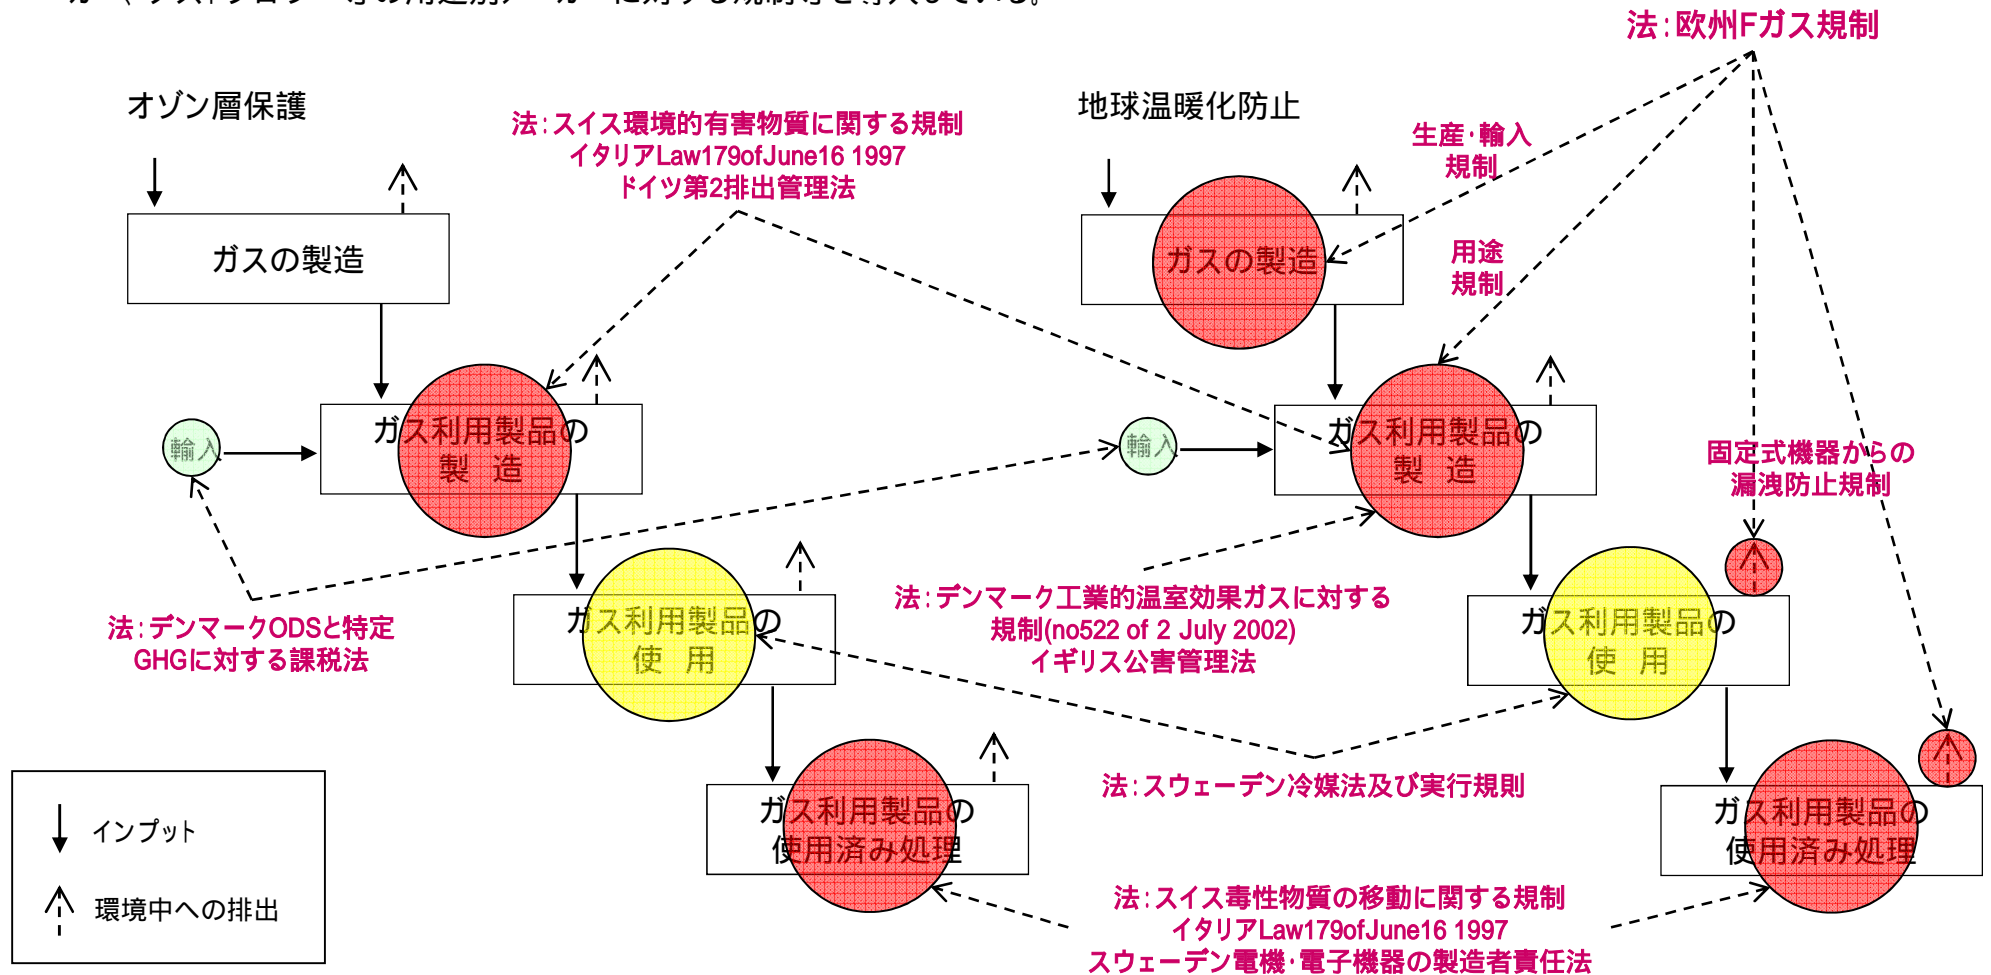 法：欧州Fガス規制
オゾン層保護
地球温暖化防止
法：スイス環境的有害物質に関する規制
イタリアLaw179ofJune16 1997
ドイツ第2排出管理法
生産・輸入
規制
ガスの製造
ガスの製造
用途
規制
ガス利用製品の
製 造
輸入
ガス利用製品の
製 造
輸入
固定式機器からの
漏洩防止規制
法：デンマークODSと特定
GHGに対する課税法
ガス利用製品の
使 用
法：デンマーク工業的温室効果ガスに対する
規制(no522 of 2 July 2002)
イギリス公害管理法
ガス利用製品の
使 用
法：スウェーデン冷媒法及び実行規則
ガス利用製品の
使用済み処理
ガス利用製品の
使用済み処理
インプット
環境中への排出
法：スイス毒性物質の移動に関する規制
イタリアLaw179ofJune16 1997
スウェーデン電機・電子機器の製造者責任法